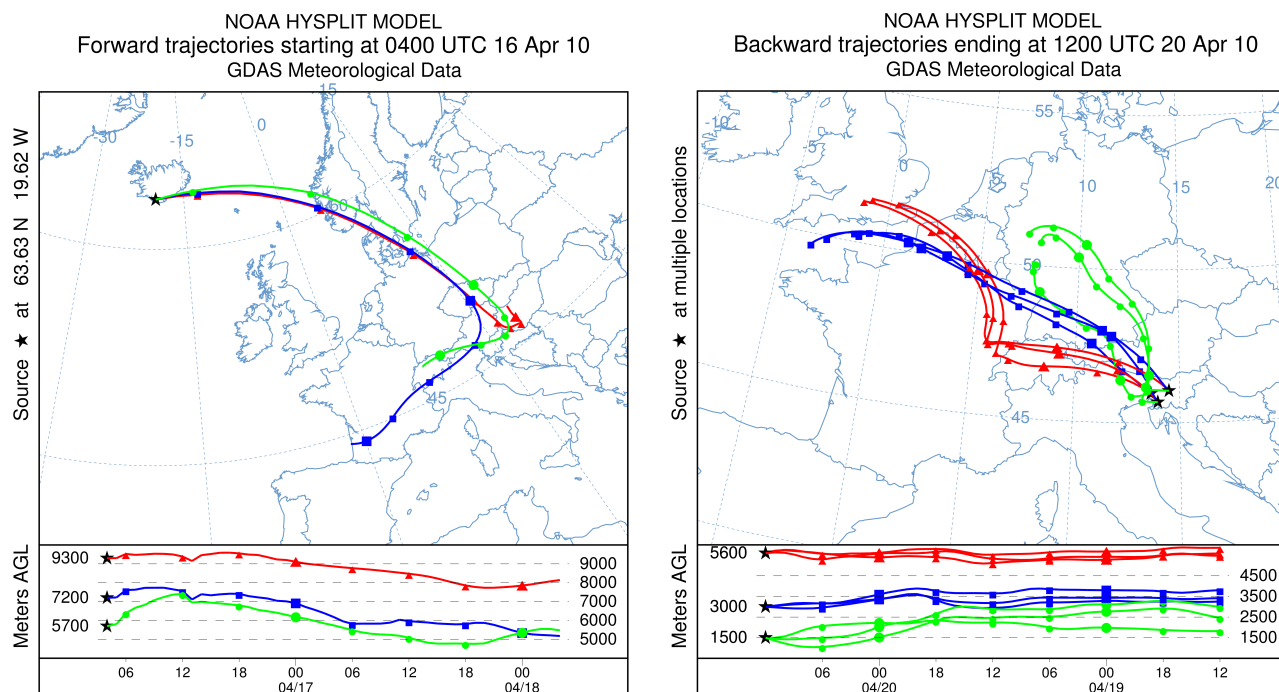 NOAA HYSPLIT MODEL
Forward trajectories starting at 0400 UTC 16 Apr 10
GDAS Meteorological Data
Source ★ at 63.63 N 19.62 W
15
-30
-15
0
60
45
Meters AGL
9300
7200
5700
9000
8000
7000
6000
5000
06 12 18 00 06 12 18 00
04/17 04/18
NOAA HYSPLIT MODEL
Backward trajectories ending at 1200 UTC 20 Apr 10
GDAS Meteorological Data
Source ★ at multiple locations
-10
-5
0
5
10
15
20
55
50
45
Meters AGL
5600
3000
1500
4500
3500
2500
1500
06 00 18 12 06 00 18 12
04/20 04/19